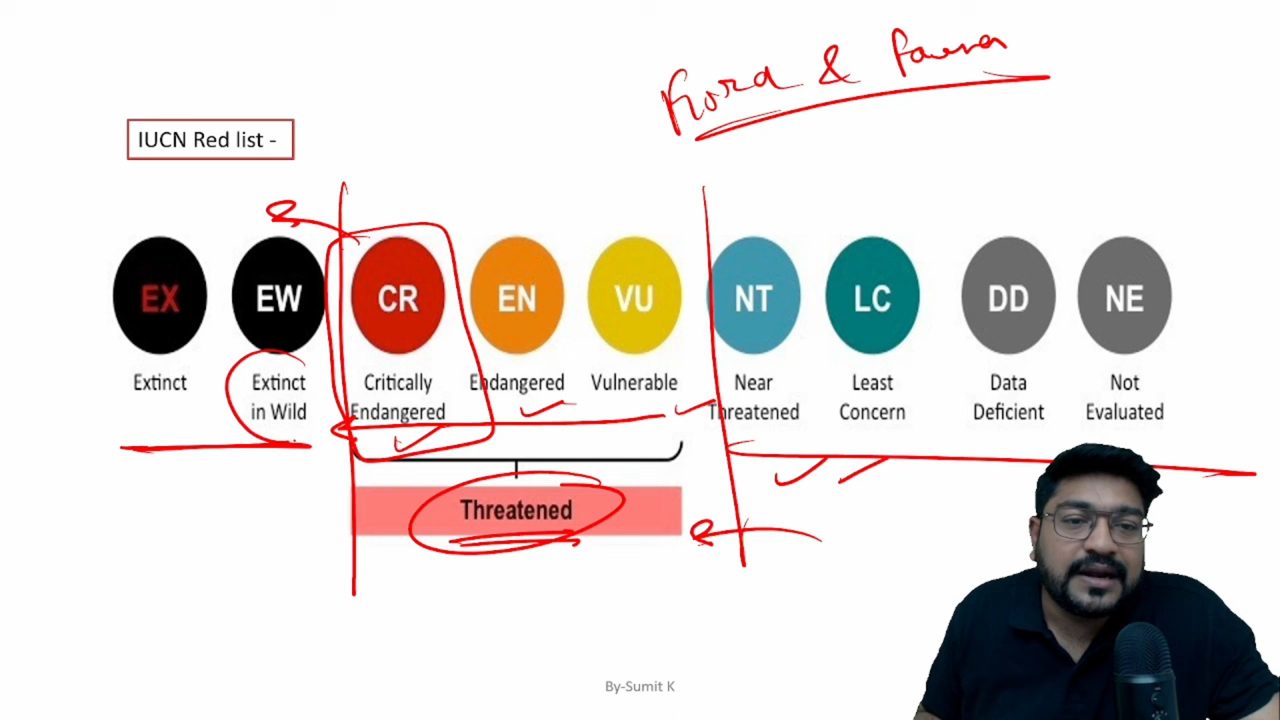 Flora & Fauna
IUCN Red list -
EX EW CR EN VU NT LC DD NE
Extinct Extinct Critically Endangered Vulnerable Near Least Data Not
in Wild Endangered Threatened Concern Deficient Evaluated
Threatened
By-Sumit K